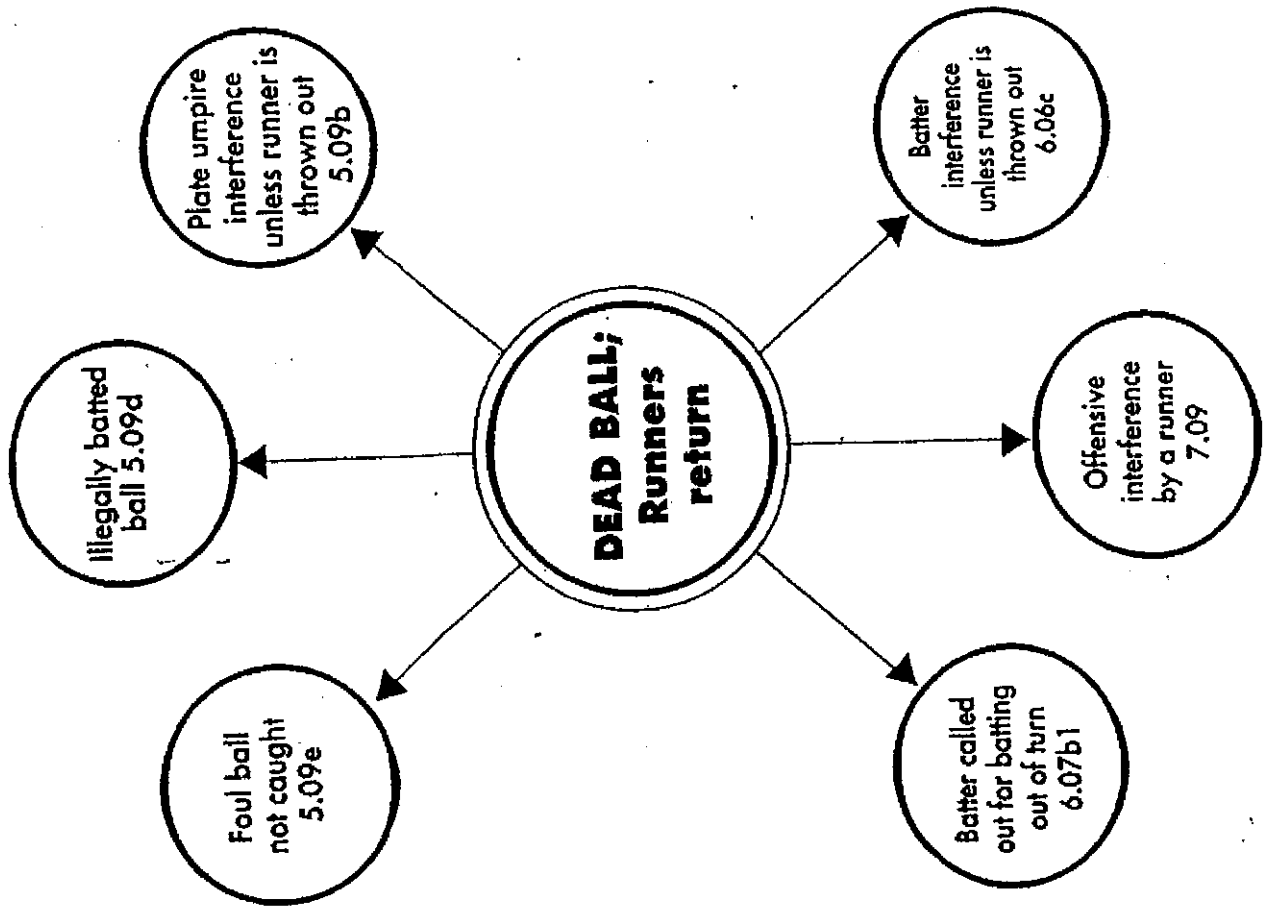 Foul ball
not caught
5.09e
Illegally batted
ball 5.09d
Plate umpire
interference
unless runner is
thrown out
5.09b
DEAD BALL;
Runners
return
Batter called
out for batting
out of turn
6.07b1
Offensive
interference
by a runner
7.09
Batter
interference
unless runner is
thrown out
6.06c